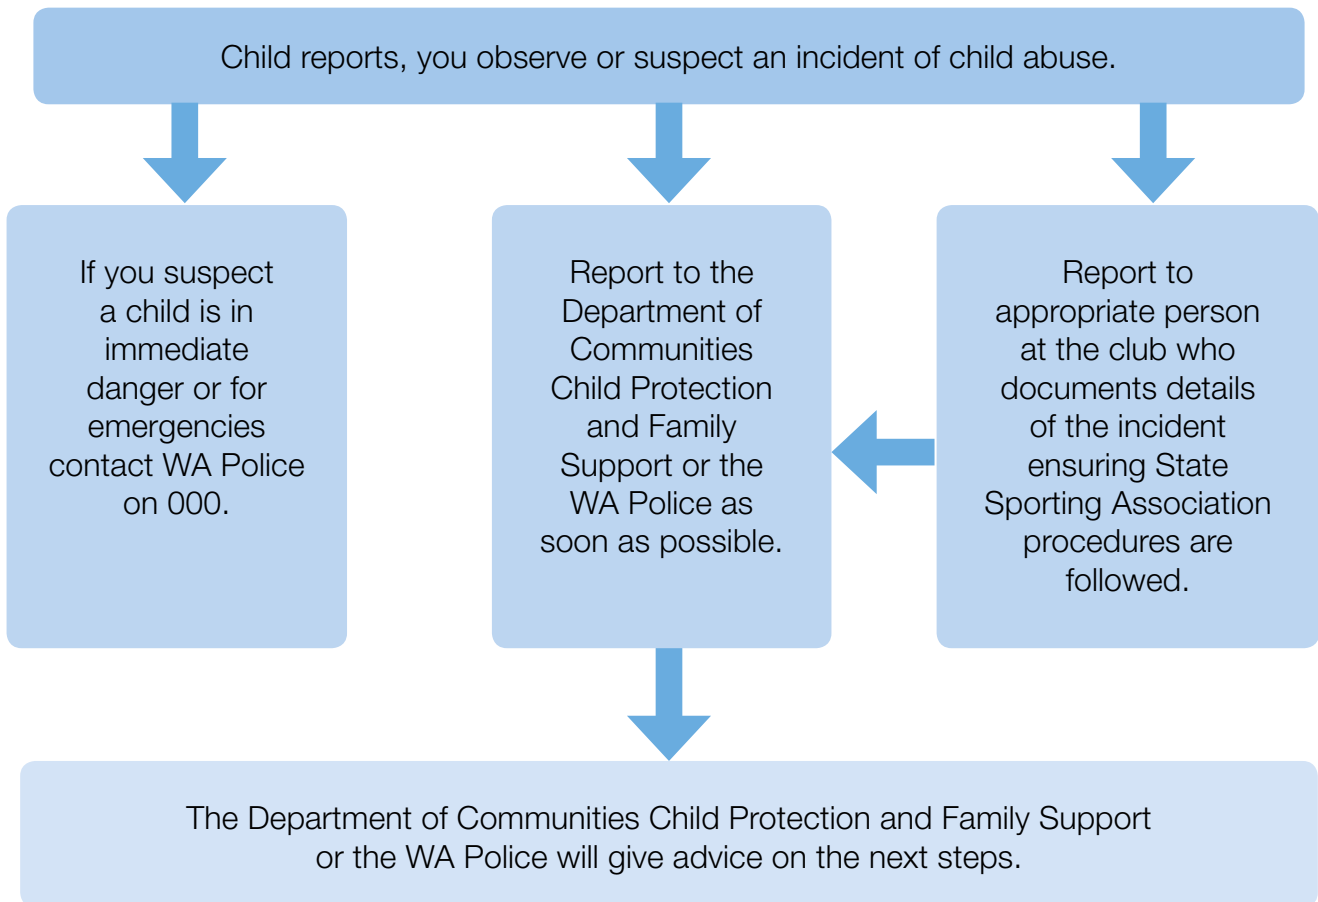 Child reports, you observe or suspect an incident of child abuse.
If you suspect
a child is in
immediate
danger or for
emergencies
contact WA Police
on 000.
Report to the
Department of
Communities
Child Protection
and Family
Support or the
WA Police as
soon as possible.
Report to
appropriate person
at the club who
documents details
of the incident
ensuring State
Sporting Association
procedures are
followed.
The Department of Communities Child Protection and Family Support
or the WA Police will give advice on the next steps.